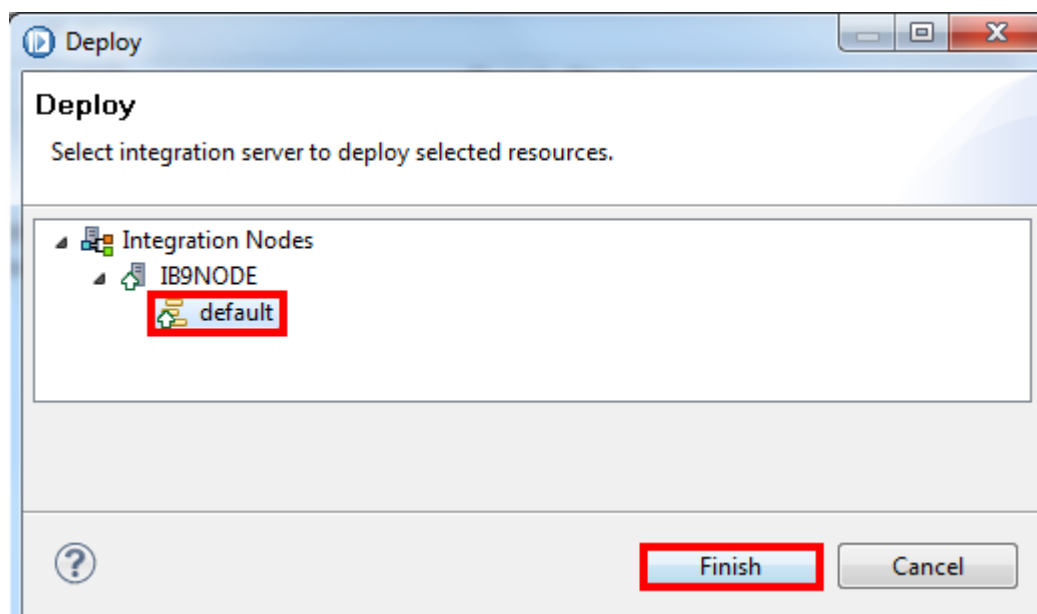 Deploy
Deploy
Select integration server to deploy selected resources.
Integration Nodes
IB9NODE
default
Finish
Cancel